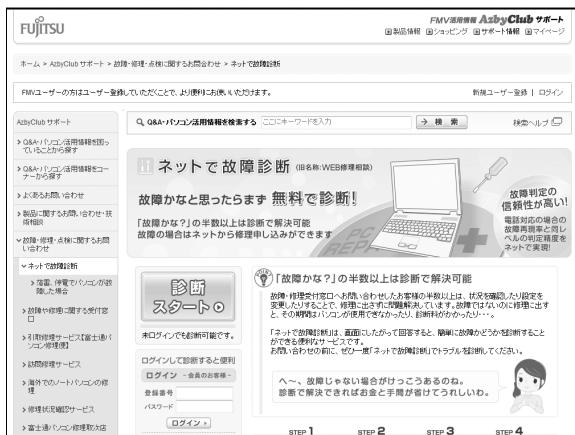 FUJITSU
FMV活用情報 AzbyClub サポート
製品情報 ショッピング サポート情報 マイページ
ホーム > AzbyClub サポート > 故障・修理・点検に関するお問合わせ > ネットで故障診断
FMVユーザーの方はユーザー登録していただくことで、より便利にお使いいただけます。
新規ユーザー登録 | ログイン
AzbyClub サポート
Q&A・パソコン活用情報を検索する ここにキーワードを入力 検 索 検索ヘルプ
Q&A・パソコン活用情報を困っ
ていることから探す
Q&A・パソコン活用情報をコー
ナーから探す
よくあるお問い合わせ
製品に関するお問い合わせ・技
術相談
故障・修理・点検に関するお問
い合わせ
ネットで故障診断
落雷、停電でパソコンが故
障した場合
故障や修理に関する受付窓
口
引取修理サービス【富士通パ
ソコン修理便】
訪問修理サービス
海外でのノートパソコンの修
理
修理状況確認サービス
富士通パソコン修理取次店
ネットで故障診断 (旧名称:WEB修理相談)
故障かなと思ったらまず 無料で診断!
「故障かな?」の半数以上は診断で解決可能
故障の場合はネットから修理申し込みができます
PC
REP
故障判定の
信頼性が高い!
電話対応の場合の
故障再現率と同レ
ベルの判定精度を
ネットで実現!
診断
スタート
未ログインでも診断可能です。
ログインして診断すると便利
ログイン -会員のお客様-
登録番号
パスワード
ログイン
「故障かな?」の半数以上は診断で解決可能
故障・修理受付窓口へお問い合わせしたお客様の半数以上は、状況を確認したり設定を
変更したりすることで、修理に出さずに問題解決しています。故障ではないのに修理に出す
と、その期間はパソコンが使用できなかったり、診断料がかかったり・・・。
「ネットで故障診断」は、画面にしたがって回答すると、簡単に故障かどうかを診断すること
ができる便利なサービスです。
お問い合わせの前に、ぜひ一度「ネットで故障診断」でトラブルを診断してください。
へ〜、故障じゃない場合がけっこうあるのね。
診断で解決できればお金と手間が省けてうれしいわ。
STEP 1 STEP 2 STEP 3 STEP 4